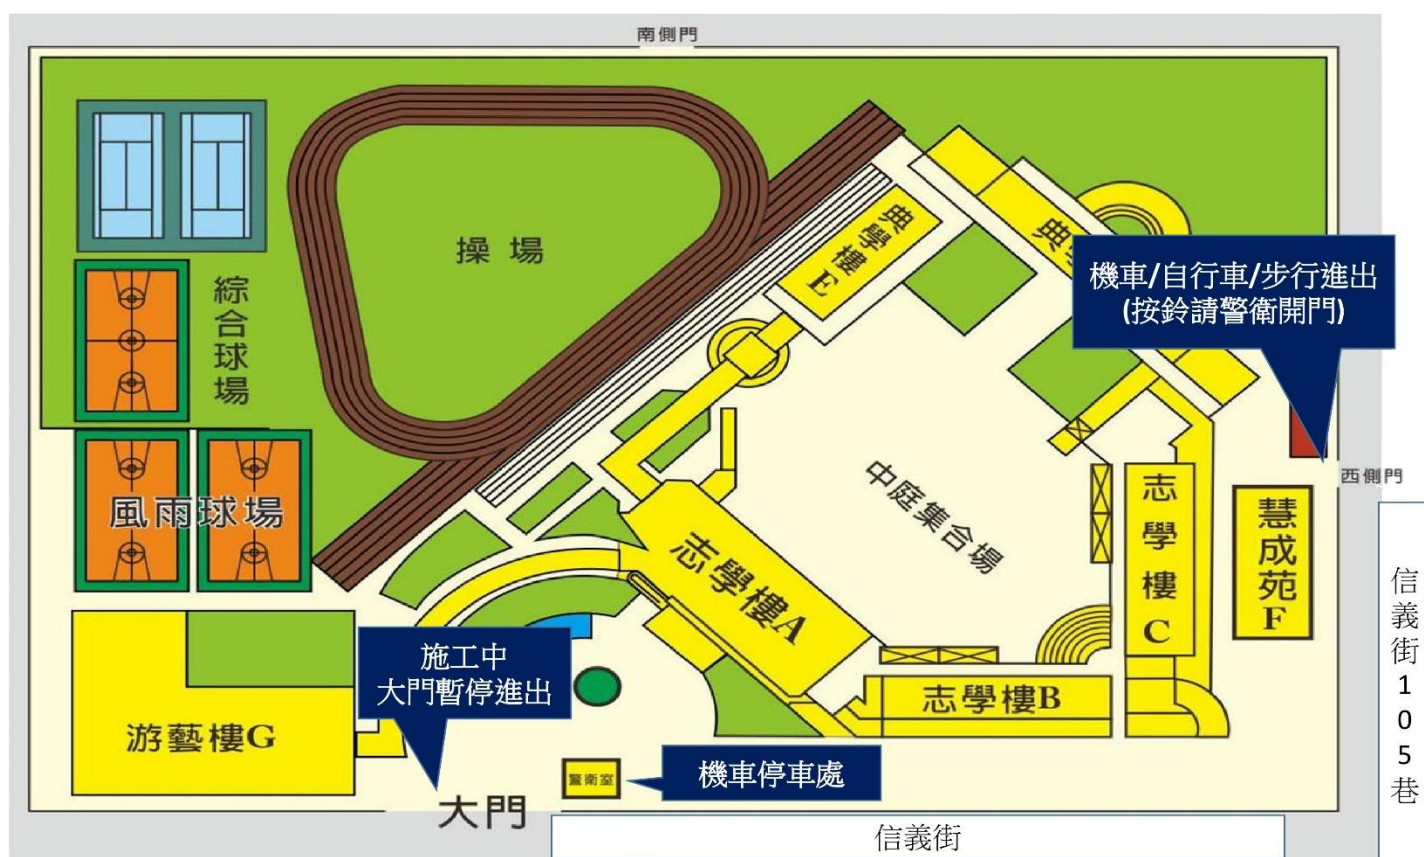 南側門
操場
綜合球場
風雨球場
典學樓E
典學
機車/自行車/步行進出
(按鈴請警衛開門)
西側門
中庭集合場
志學樓A
志學樓C
慧成苑F
志學樓B
施工中
大門暫停進出
游藝樓G
警衛室
機車停車處
大門
信義街
信義街105巷